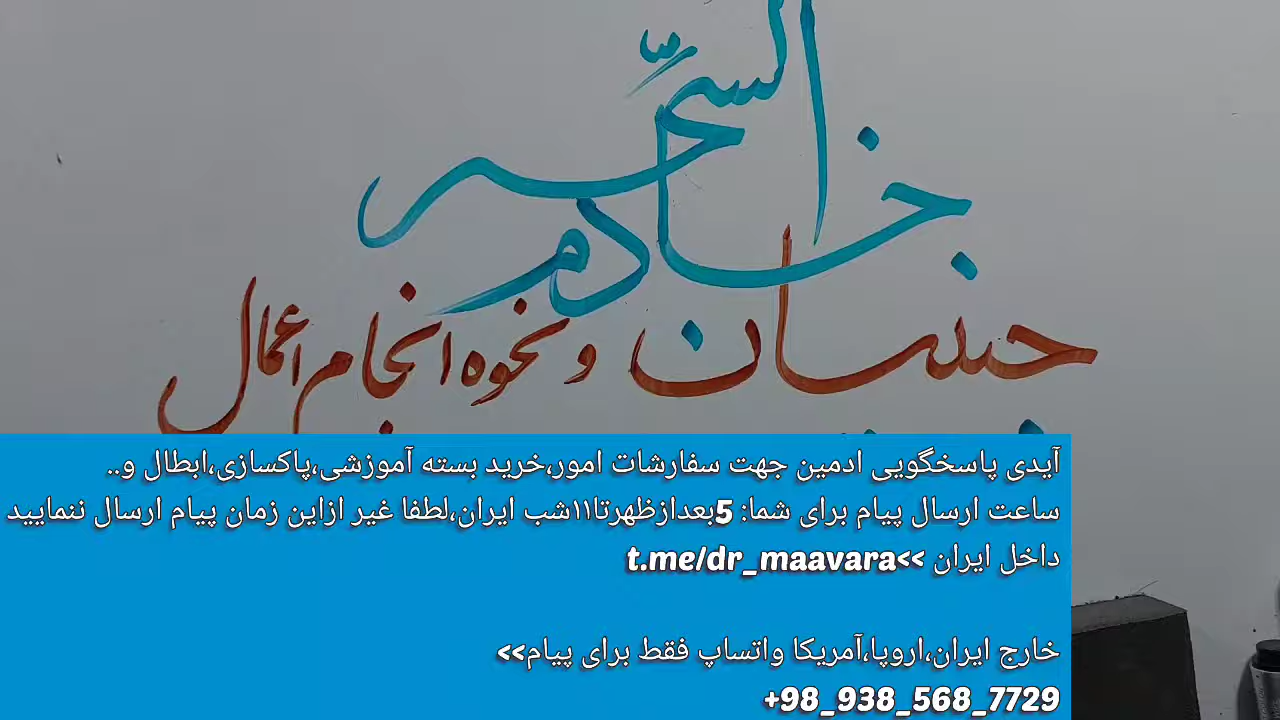 خادم السحر
جنیان و نحوه انجام اعمال
آیدی پاسخگویی ادمین جهت سفارشات امور،خرید بسته آموزشی،پاکسازی،ابطال و..
ساعت ارسال پیام برای شما: 5بعدازظهرتا۱۱شب ایران،لطفا غیر ازاین زمان پیام ارسال ننمایید
داخل ایران >>t.me/dr_maavara
خارج ایران،اروپا،آمریکا واتساپ فقط برای پیام>>
+98_938_568_7729